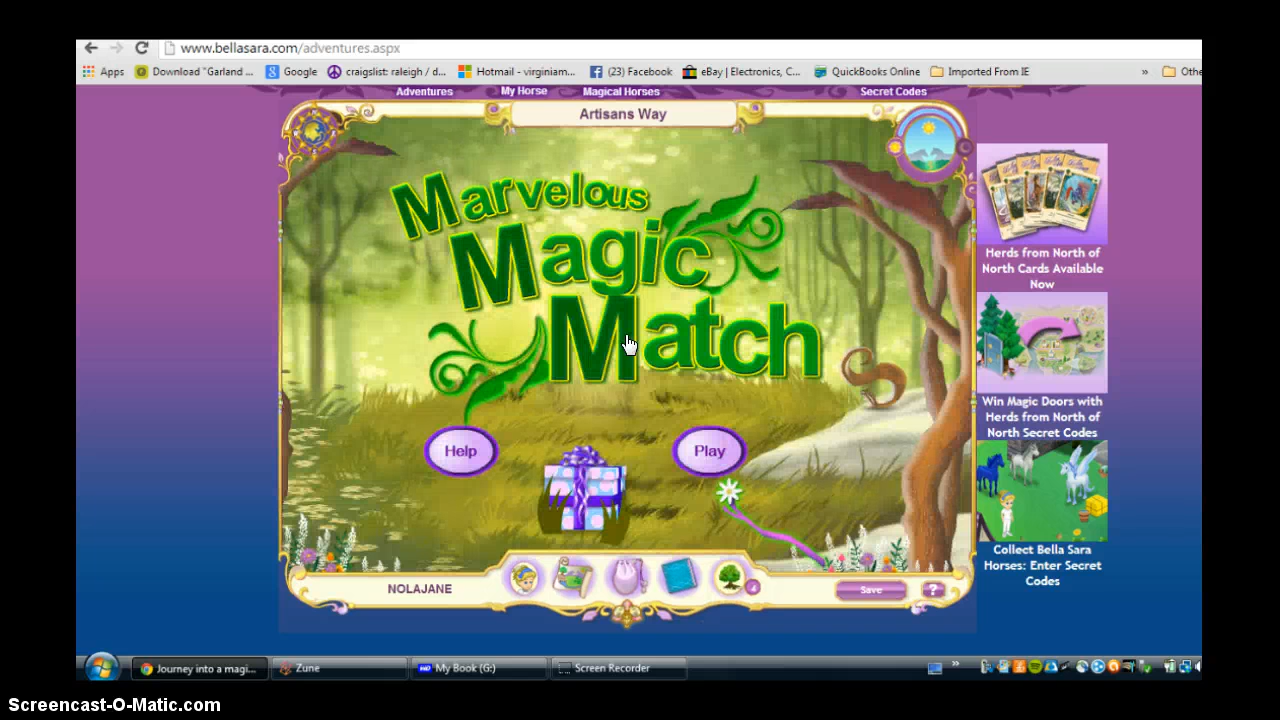 www.bellasara.com/adventures.aspx
Apps Download "Garland ... Google craigslist: raleigh / d... Hotmail - virginiam... (23) Facebook eBay | Electronics, C... QuickBooks Online Imported From IE » Othe
Adventures My Horse Magical Horses Secret Codes
Artisans Way
Marvelous
Magic
Match
Help
Play
Herds from North of
North Cards Available
Now
Win Magic Doors with
Herds from North of
North Secret Codes
Collect Bella Sara
Horses: Enter Secret
Codes
NOLAJANE
4
Save
?
Journey into a magi... Zune My Book (G:) Screen Recorder
Screencast-O-Matic.com